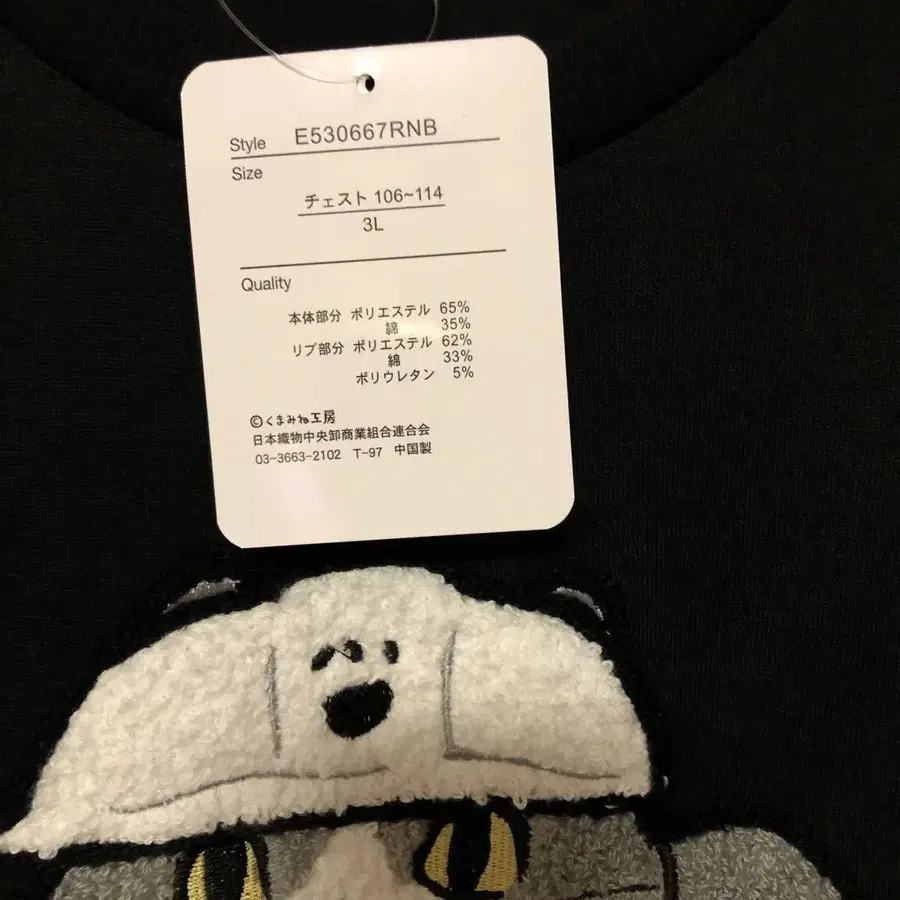 Style E530667RNB
Size
チェスト 106~114
3L
Quality
本体部分 ポリエステル 65%
綿 35%
リブ部分 ポリエステル 62%
綿 33%
ポリウレタン 5%
©くまみね工房
日本織物中央卸商業組合連合会
03-3663-2102 T-97 中国製